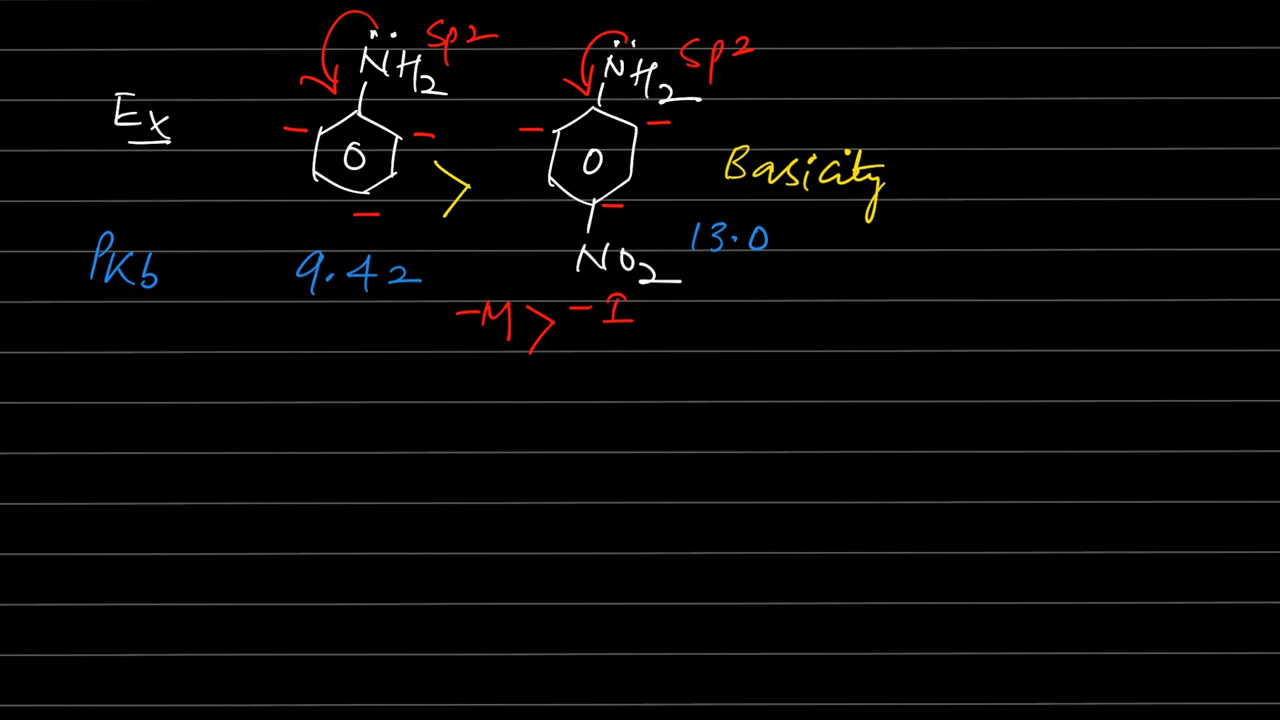 NH2 sp2 NH2 sp2
Ex
> Basicity
PKb 9.42 NO2 13.0
-M > -I